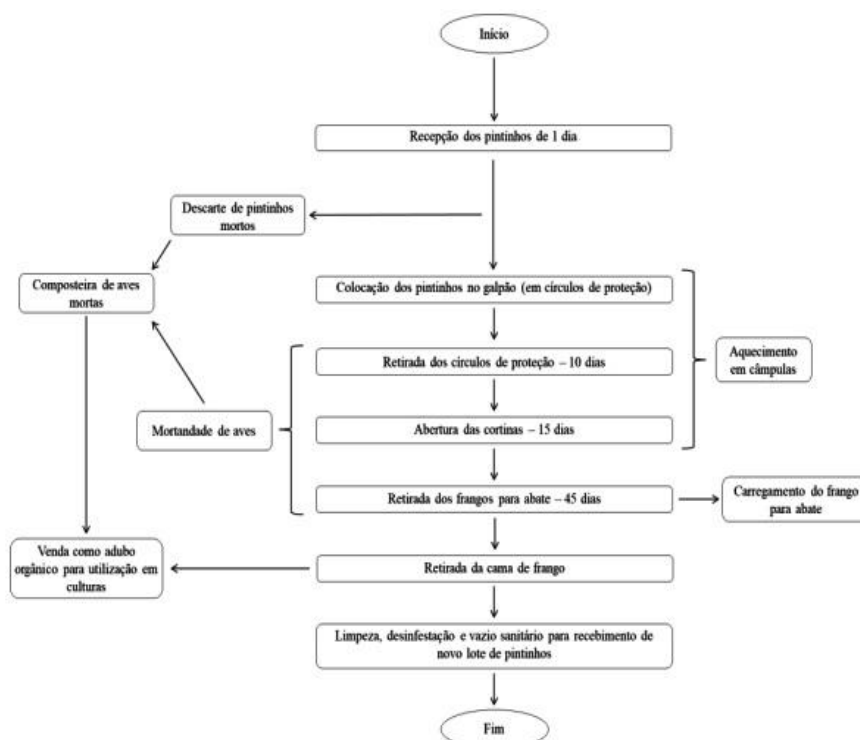 Início
Recepção dos pintinhos de 1 dia
Descarte de pintinhos
mortos
Composteira de aves
mortas
Colocação dos pintinhos no galpão (em círculos de proteção)
Retirada dos círculos de proteção – 10 dias
Aquecimento
em câmpulas
Mortandade de aves
Abertura das cortinas – 15 dias
Retirada dos frangos para abate – 45 dias
Carregamento do frango
para abate
Venda como adubo
orgânico para utilização em
culturas
Retirada da cama de frango
Limpeza, desinfestação e vazio sanitário para recebimento de
novo lote de pintinhos
Fim